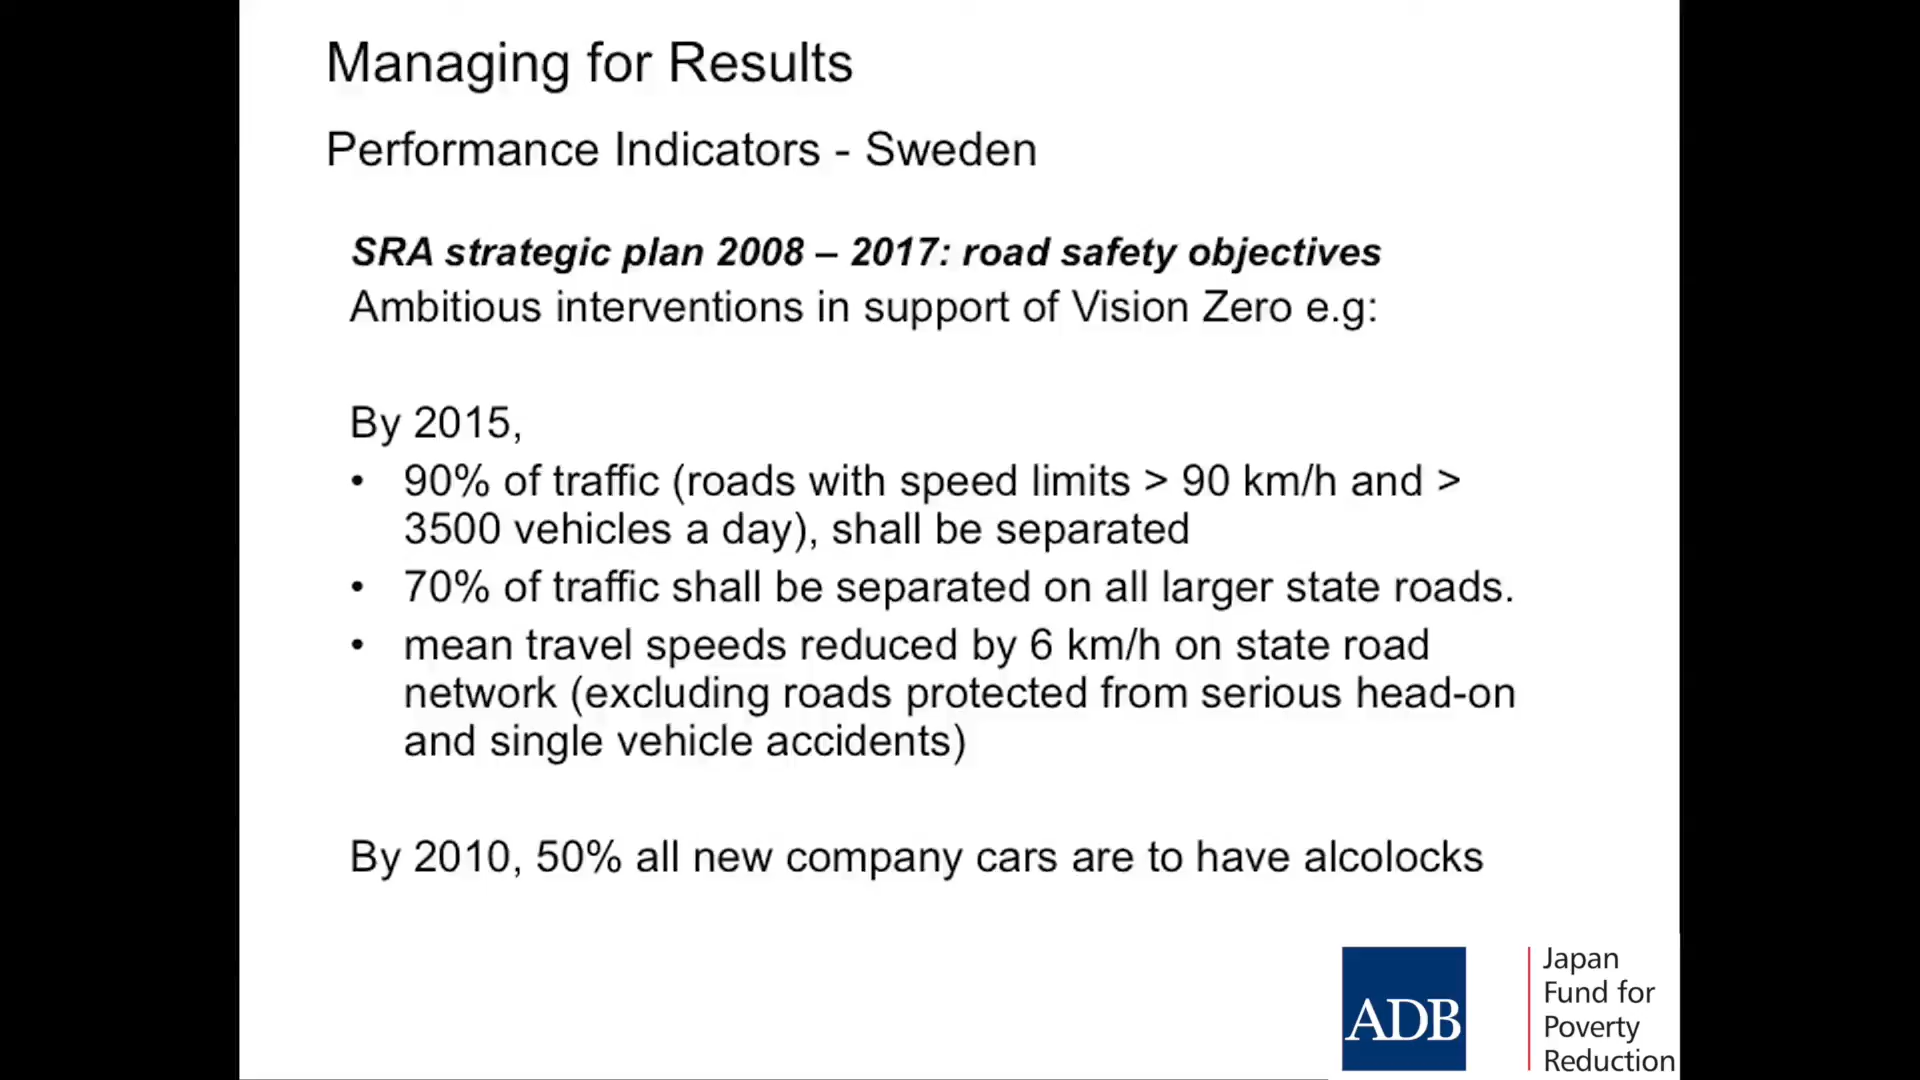 Managing for Results
Performance Indicators - Sweden
SRA strategic plan 2008 – 2017: road safety objectives
Ambitious interventions in support of Vision Zero e.g:
By 2015,
• 90% of traffic (roads with speed limits > 90 km/h and >
3500 vehicles a day), shall be separated
• 70% of traffic shall be separated on all larger state roads.
• mean travel speeds reduced by 6 km/h on state road
network (excluding roads protected from serious head-on
and single vehicle accidents)
By 2010, 50% all new company cars are to have alcolocks
ADB
Japan
Fund for
Poverty
Reduction